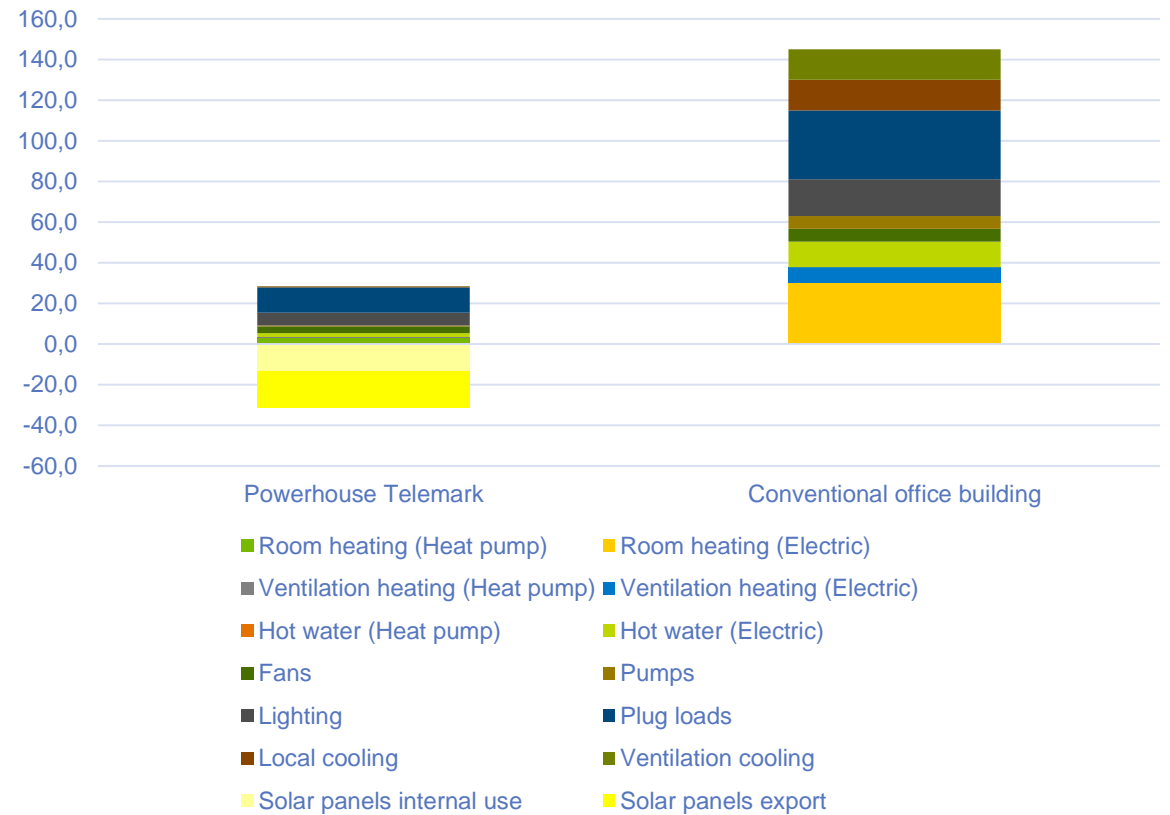 160,0
140,0
120,0
100,0
80,0
60,0
40,0
20,0
0,0
-20,0
-40,0
-60,0
Powerhouse Telemark Conventional office building
Room heating (Heat pump) Room heating (Electric)
Ventilation heating (Heat pump) Ventilation heating (Electric)
Hot water (Heat pump) Hot water (Electric)
Fans Pumps
Lighting Plug loads
Local cooling Ventilation cooling
Solar panels internal use Solar panels export